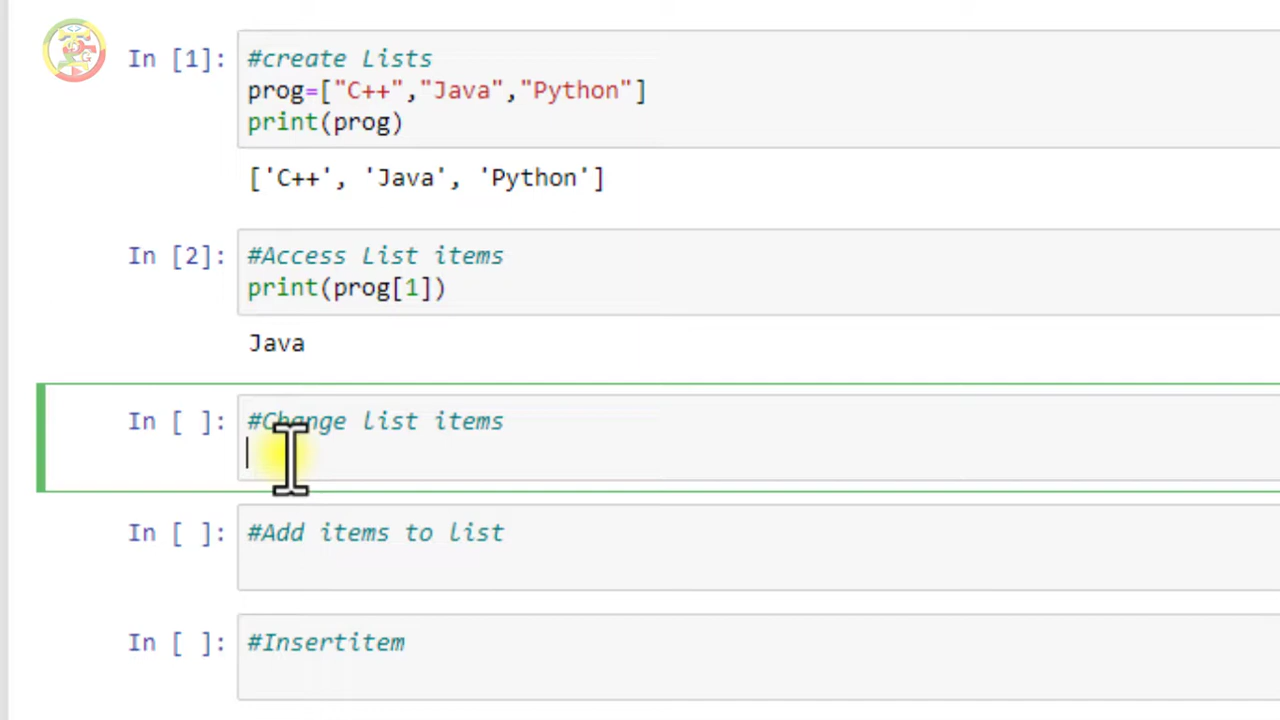 In [1]: #create Lists
prog=["C++","Java","Python"]
print(prog)
['C++', 'Java', 'Python']
In [2]: #Access List items
print(prog[1])
Java
In [ ]: #Change list items
In [ ]: #Add items to list
In [ ]: #Insertitem